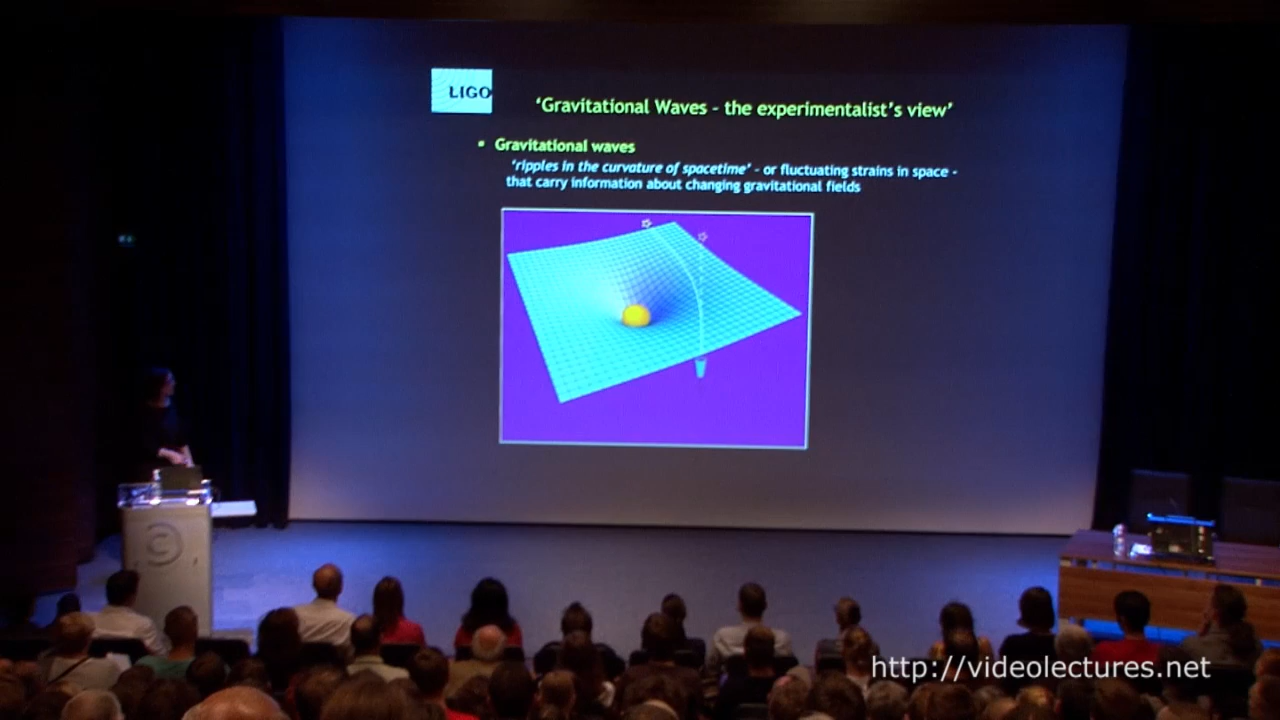 LIGO
‘Gravitational Waves - the experimentalist’s view’
▪ Gravitational waves
‘ripples in the curvature of spacetime’ - or fluctuating strains in space -
that carry information about changing gravitational fields
http://videolectures.net